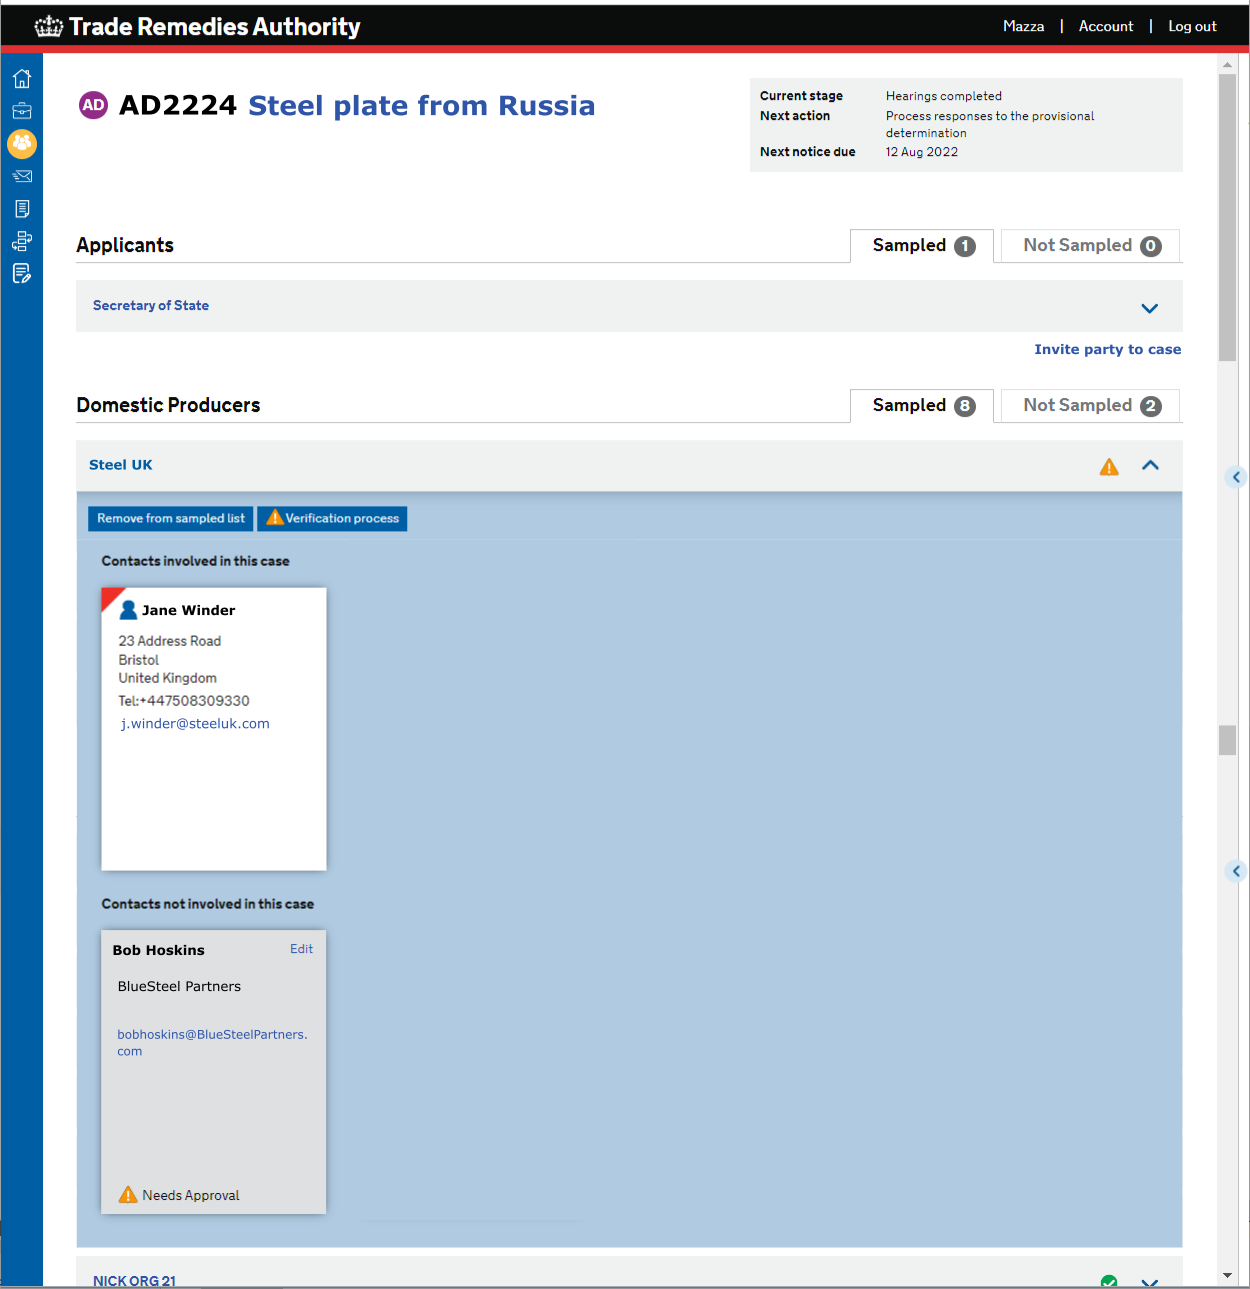 Trade Remedies Authority
Mazza | Account | Log out
AD AD2224 Steel plate from Russia
Current stage Hearings completed
Next action Process responses to the provisional
determination
Next notice due 12 Aug 2022
Applicants
Sampled 1
Not Sampled 0
Secretary of State
Invite party to case
Domestic Producers
Sampled 8
Not Sampled 2
Steel UK
Remove from sampled list
Verification process
Contacts involved in this case
Jane Winder
23 Address Road
Bristol
United Kingdom
Tel:+447508309330
j.winder@steeluk.com
Contacts not involved in this case
Bob Hoskins
Edit
BlueSteel Partners
bobhoskins@BlueSteelPartners.
com
Needs Approval
NICK ORG 21